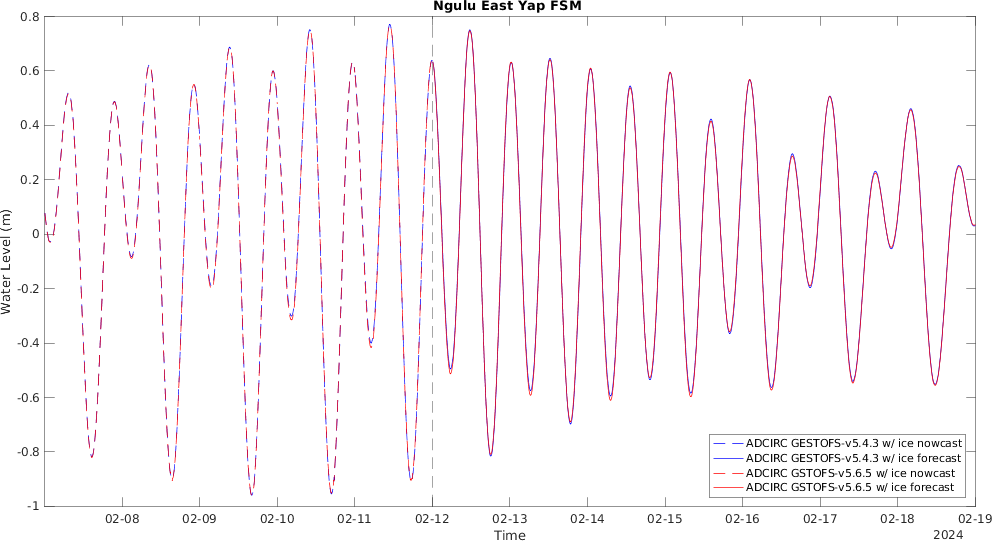 Ngulu East Yap FSM
0.8
0.6
0.4
0.2
0
-0.2
-0.4
-0.6
-0.8
-1
Water Level (m)
ADCIRC GESTOFS-v5.4.3 w/ ice nowcast
ADCIRC GESTOFS-v5.4.3 w/ ice forecast
ADCIRC GSTOFS-v5.6.5 w/ ice nowcast
ADCIRC GSTOFS-v5.6.5 w/ ice forecast
02-08 02-09 02-10 02-11 02-12 02-13 02-14 02-15 02-16 02-17 02-18 02-19
Time
2024